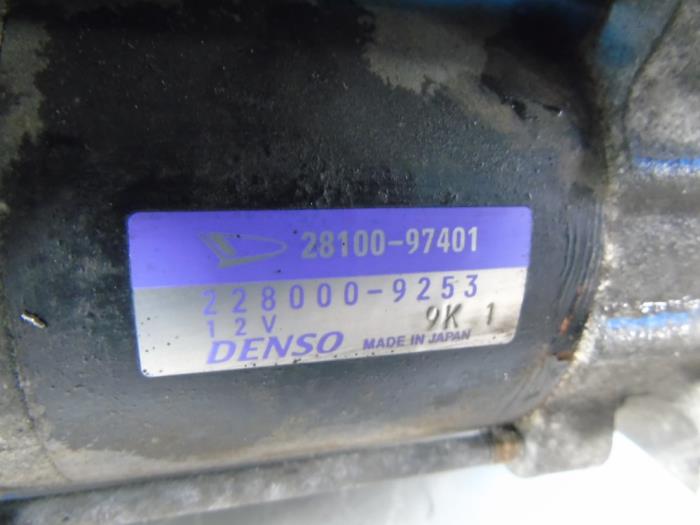 28100-97401
228000-9253
12V 9K 1
DENSO MADE IN JAPAN